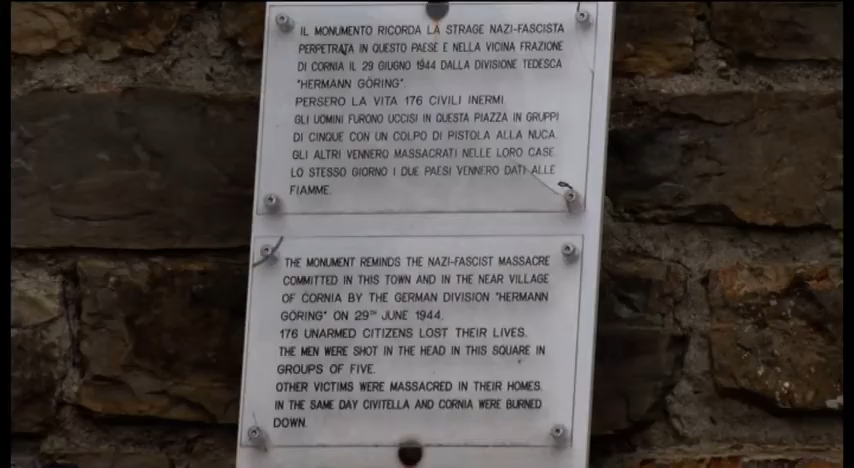 IL MONUMENTO RICORDA LA STRAGE NAZI-FASCISTA
PERPETRATA IN QUESTO PAESE E NELLA VICINA FRAZIONE
DI CORNIA IL 29 GIUGNO 1944 DALLA DIVISIONE TEDESCA
"HERMANN GÖRING".
PERSERO LA VITA 176 CIVILI INERMI.
GLI UOMINI FURONO UCCISI IN QUESTA PIAZZA IN GRUPPI
DI CINQUE CON UN COLPO DI PISTOLA ALLA NUCA.
GLI ALTRI VENNERO MASSACRATI NELLE LORO CASE.
LO STESSO GIORNO I DUE PAESI VENNERO DATI ALLE
FIAMME.
THE MONUMENT REMINDS THE NAZI-FASCIST MASSACRE
COMMITTED IN THIS TOWN AND IN THE NEAR VILLAGE
OF CORNIA BY THE GERMAN DIVISION "HERMANN
GÖRING" ON 29TH JUNE 1944.
176 UNARMED CITIZENS LOST THEIR LIVES.
THE MEN WERE SHOT IN THE HEAD IN THIS SQUARE IN
GROUPS OF FIVE.
OTHER VICTIMS WERE MASSACRED IN THEIR HOMES.
IN THE SAME DAY CIVITELLA AND CORNIA WERE BURNED
DOWN.